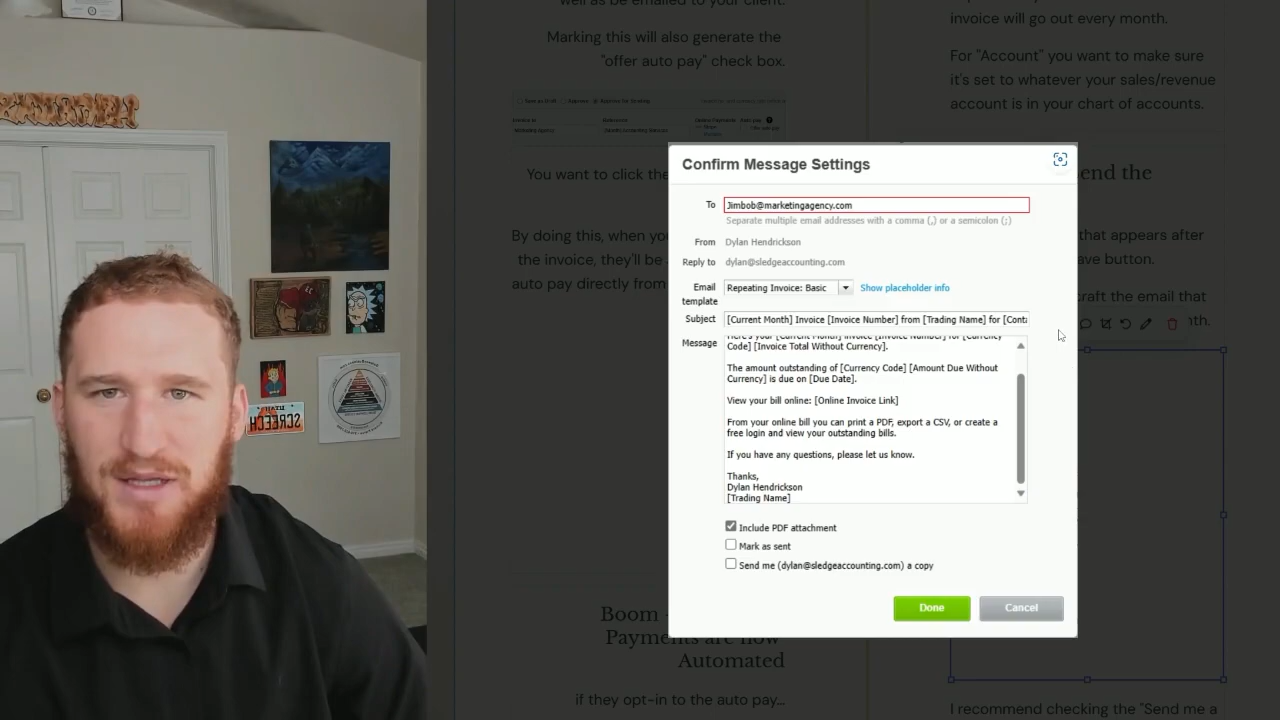 well as be emailed to your client.
Marking this will also generate the
"offer auto pay" check box.
You want to click the
By doing this, when you
the invoice, they'll be
auto pay directly from
Boom
Payments are now
Automated
if they opt-in to the auto pay...
invoice will go out every month.
For "Account" you want to make sure
it's set to whatever your sales/revenue
account is in your chart of accounts.
end the
that appears after
ave button.
craft the email that
th.
I recommend checking the "Send me a
Confirm Message Settings
To
Jimbob@marketingagency.com
Separate multiple email addresses with a comma (,) or a semicolon (;)
From Dylan Hendrickson
Reply to dylan@sledgeaccounting.com
Email template
Repeating Invoice: Basic
Show placeholder info
Subject
[Current Month] Invoice [Invoice Number] from [Trading Name] for [Conta
Message
Here's your [Current Month] invoice [Invoice Number] for [Currency
Code] [Invoice Total Without Currency].
The amount outstanding of [Currency Code] [Amount Due Without
Currency] is due on [Due Date].
View your bill online: [Online Invoice Link]
From your online bill you can print a PDF, export a CSV, or create a
free login and view your outstanding bills.
If you have any questions, please let us know.
Thanks,
Dylan Hendrickson
[Trading Name]
Include PDF attachment
Mark as sent
Send me (dylan@sledgeaccounting.com) a copy
Done
Cancel